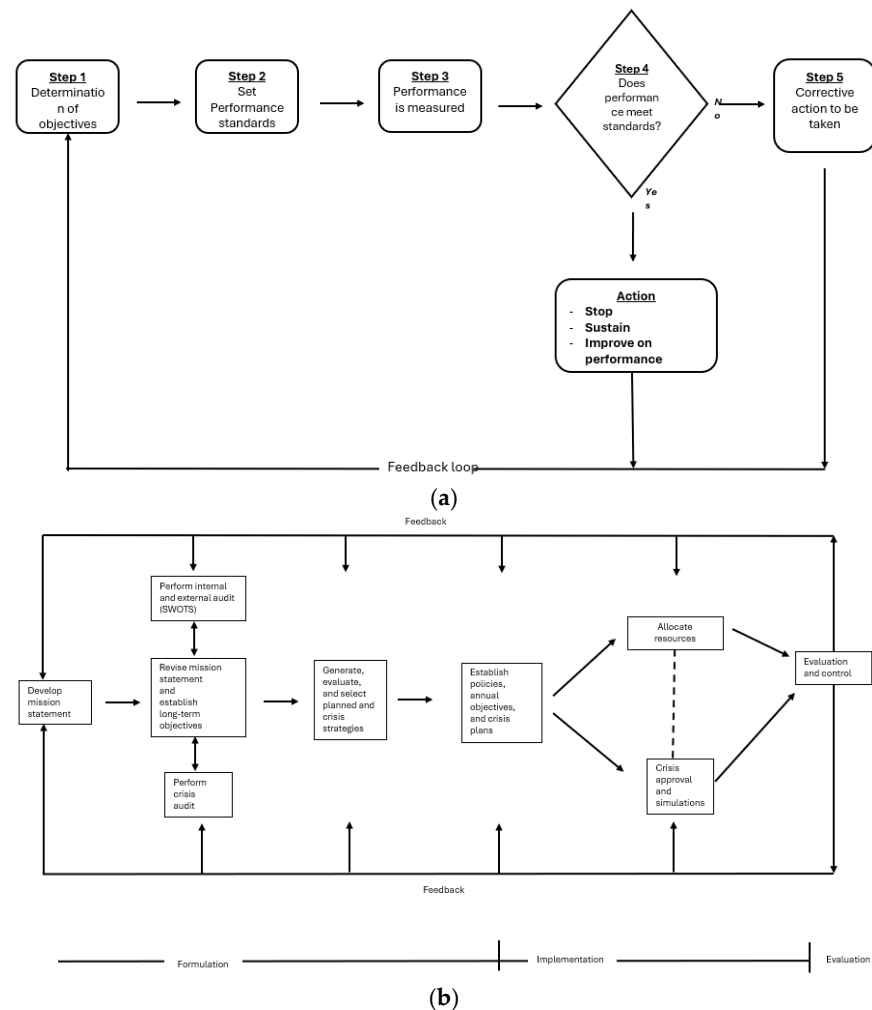 Step 1
Determinatio
n of
objectives
Step 2
Set
Performance
standards
Step 3
Performance
is measured
Step 4
Does
performan
ce meet
standards?
N
o
Ye
s
Step 5
Corrective
action to be
taken
Action
- Stop
- Sustain
- Improve on
performance
Feedback loop
(a)
Feedback
Perform internal
and external audit
(SWOTS)
Develop
mission
statement
Revise mission
statement
and
establish
long-term
objectives
Perform
crisis
audit
Generate,
evaluate,
and select
planned and
crisis
strategies
Establish
policies,
annual
objectives,
and crisis
plans
Allocate
resources
Crisis
approval
and
simulations
Evaluation
and control
Feedback
Formulation
Implementation
Evaluation
(b)